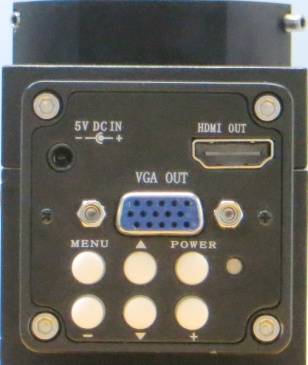 5V DC IN
HDMI OUT
- +
VGA OUT
MENU ▲ POWER
- ▼ +